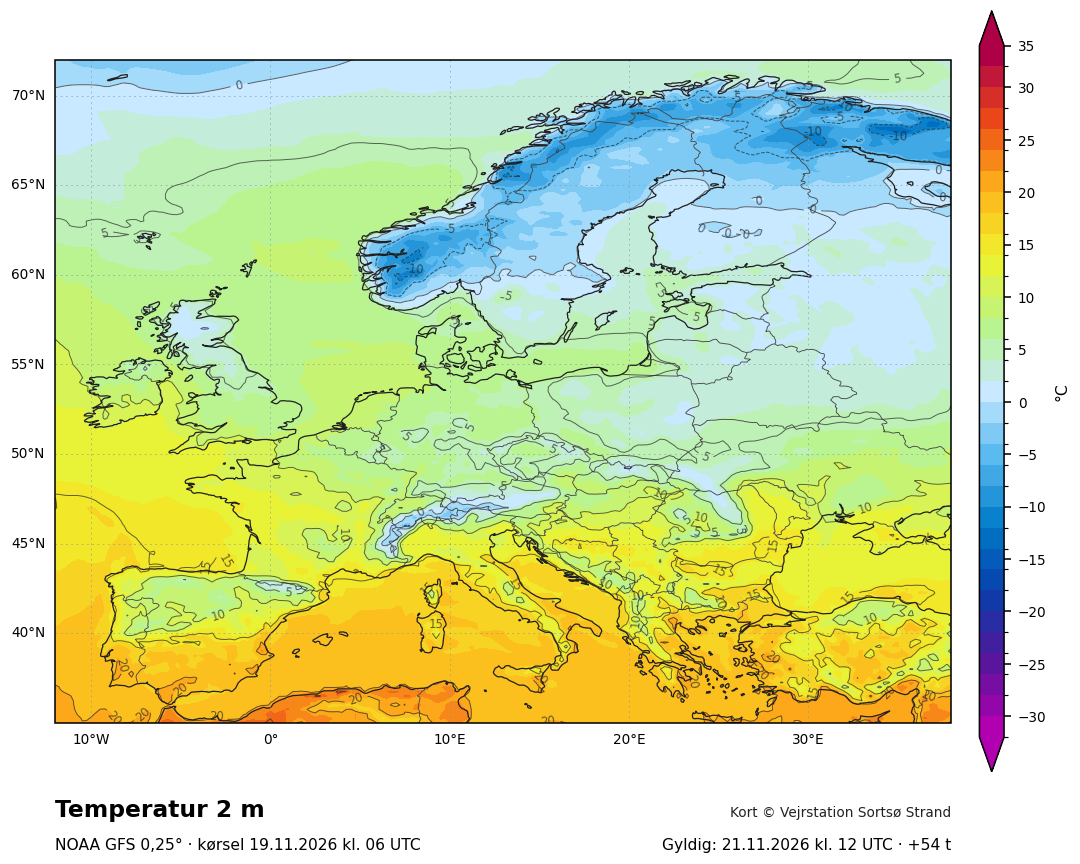 70°N
65°N
60°N
55°N
50°N
45°N
40°N
10°W 0° 10°E 20°E 30°E
35
30
25
20
15
10
5
0
−5
−10
−15
−20
−25
−30
°C
Temperatur 2 m
Kort © Vejrstation Sortsø Strand
NOAA GFS 0,25° · kørsel 19.11.2026 kl. 06 UTC
Gyldig: 21.11.2026 kl. 12 UTC · +54 t